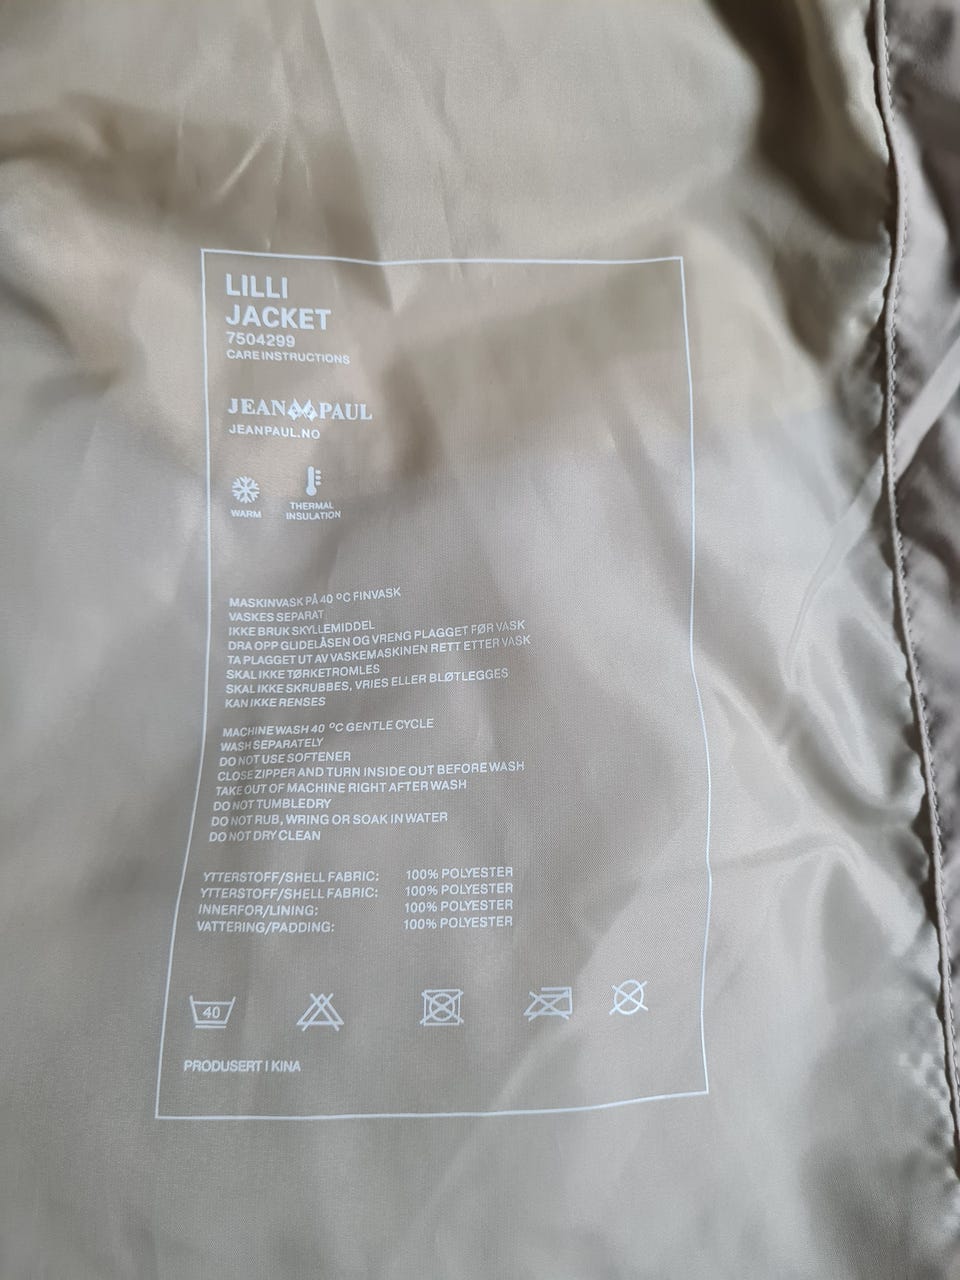 LILLI
JACKET
7504299
CARE INSTRUCTIONS
JEAN PAUL
JEANPAUL.NO
WARM
THERMAL
INSULATION
MASKINVASK PÅ 40 ºC FINVASK
VASKES SEPARAT
IKKE BRUK SKYLLEMIDDEL
DRA OPP GLIDELÅSEN OG VRENG PLAGGET FØR VASK
TA PLAGGET UT AV VASKEMASKINEN RETT ETTER VASK
SKAL IKKE TØRKETROMLES
SKAL IKKE SKRUBBES, VRIES ELLER BLØTLEGGES
KAN IKKE RENSES
MACHINE WASH 40 ºC GENTLE CYCLE
WASH SEPARATELY
DO NOT USE SOFTENER
CLOSE ZIPPER AND TURN INSIDE OUT BEFORE WASH
TAKE OUT OF MACHINE RIGHT AFTER WASH
DO NOT TUMBLEDRY
DO NOT RUB, WRING OR SOAK IN WATER
DO NOT DRY CLEAN
YTTERSTOFF/SHELL FABRIC: 100% POLYESTER
YTTERSTOFF/SHELL FABRIC: 100% POLYESTER
INNERFOR/LINING: 100% POLYESTER
VATTERING/PADDING: 100% POLYESTER
40
PRODUSERT I KINA